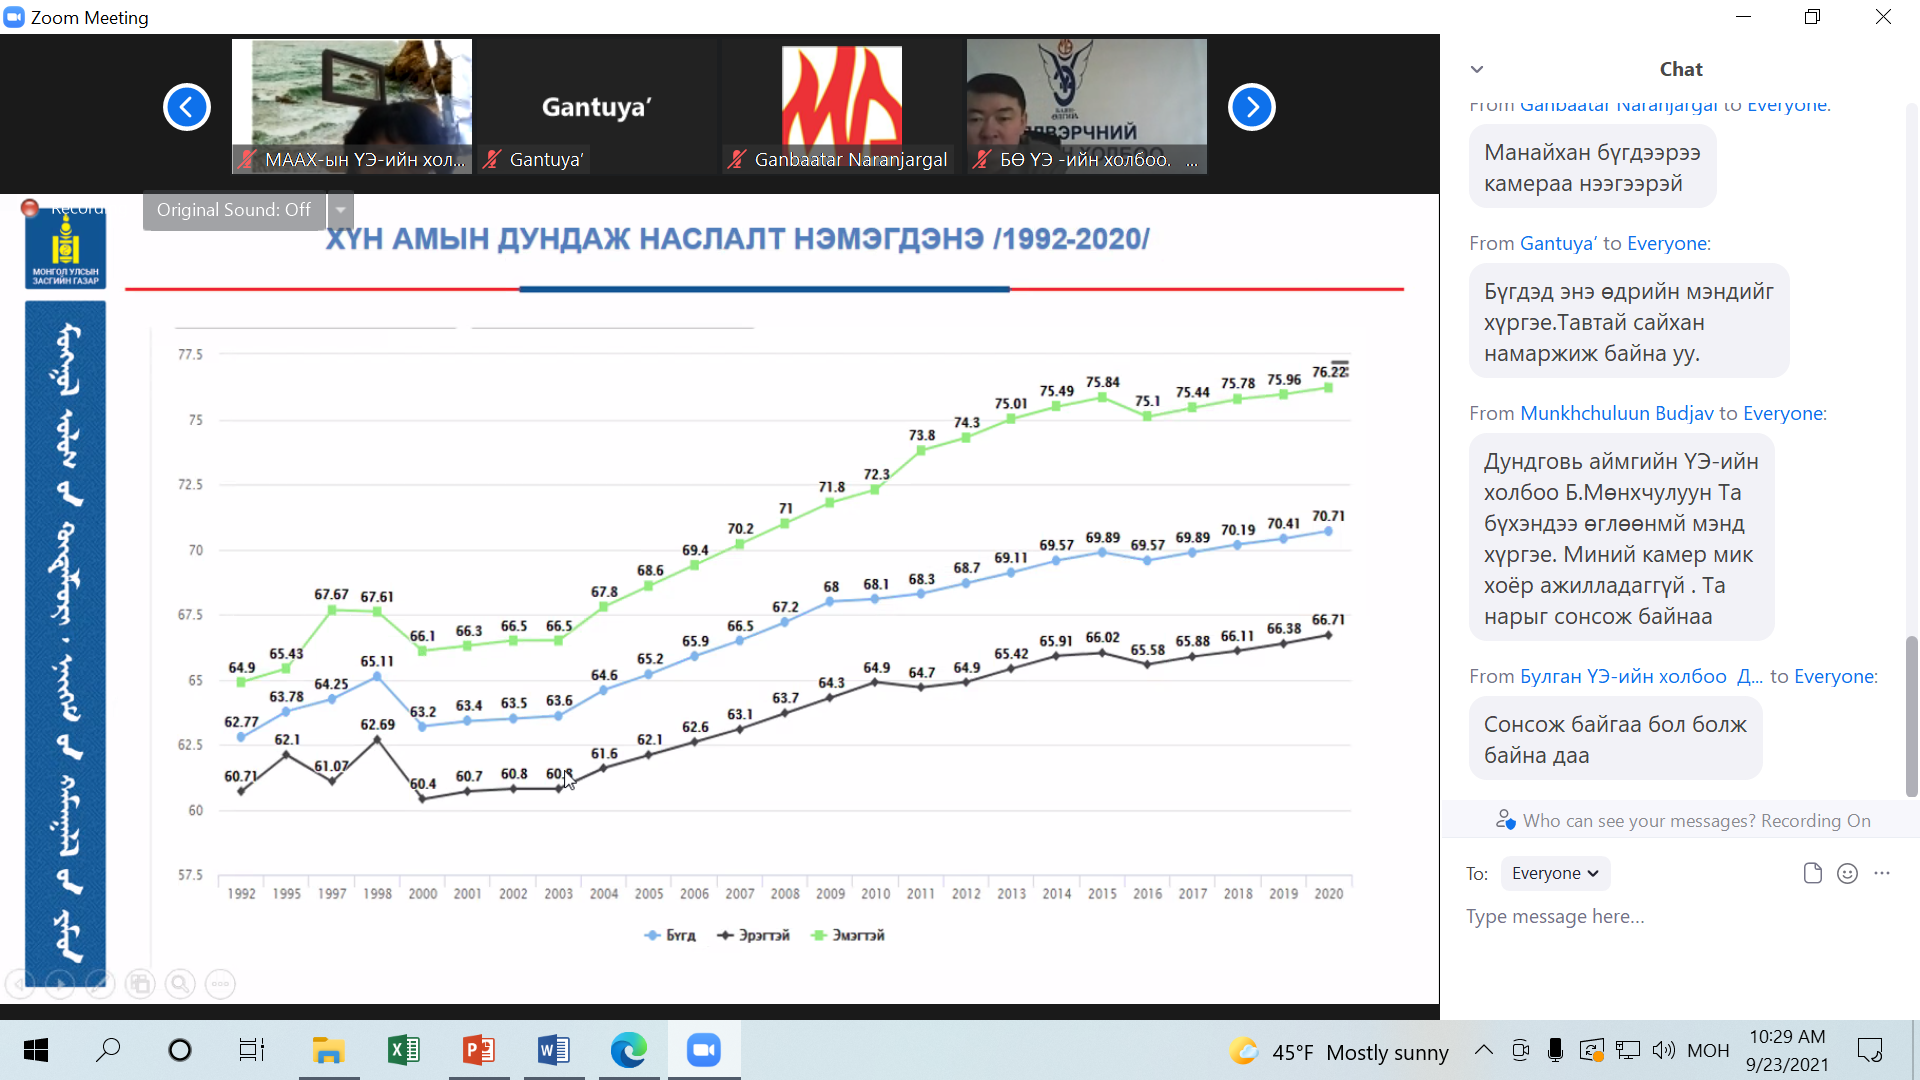 Zoom Meeting
Gantuya’
МААХ-ын ҮЭ-ийн хол...
Gantuya’
Ganbaatar Naranjargal
БӨ ҮЭ -ийн холбоо. ...
Original Sound: Off
МОНГОЛ УЛСЫН
ЗАСГИЙН ГАЗАР
ХҮН АМЫН ДУНДАЖ НАСЛАЛТ НЭМЭГДЭНЭ /1992-2020/
77.5
75
72.5
70
67.5
65
62.5
60
57.5
64.9 65.43 67.67 67.61 66.1 66.3 66.5 66.5 67.8 68.6 69.4 70.2 71 71.8 72.3 73.8 74.3 75.01 75.49 75.84 75.1 75.44 75.78 75.96 76.22
62.77 63.78 64.25 65.11 63.2 63.4 63.5 63.6 64.6 65.2 65.9 66.5 67.2 68 68.1 68.3 68.7 69.11 69.57 69.89 69.57 69.89 70.19 70.41 70.71
60.71 62.1 61.07 62.69 60.4 60.7 60.8 60.8 61.6 62.1 62.6 63.1 63.7 64.3 64.9 64.7 64.9 65.42 65.91 66.02 65.58 65.88 66.11 66.38 66.71
1992 1995 1997 1998 2000 2001 2002 2003 2004 2005 2006 2007 2008 2009 2010 2011 2012 2013 2014 2015 2016 2017 2018 2019 2020
Бүгд Эрэгтэй Эмэгтэй
Chat
From Ganbaatar Naranjargal to Everyone:
Манайхан бүгдээрээ
камераа нээгээрэй
From Gantuya’ to Everyone:
Бүгдэд энэ өдрийн мэндийг
хүргэе.Тавтай сайхан
намаржиж байна уу.
From Munkhchuluun Budjav to Everyone:
Дундговь аймгийн ҮЭ-ийн
холбоо Б.Мөнхчулуун Та
бүхэндээ өглөөнмй мэнд
хүргэе. Миний камер мик
хоёр ажилладаггүй . Та
нарыг сонсож байнаа
From Булган ҮЭ-ийн холбоо Д... to Everyone:
Сонсож байгаа бол болж
байна даа
Who can see your messages? Recording On
To: Everyone
Type message here...
45°F Mostly sunny
МОН
10:29 AM
9/23/2021